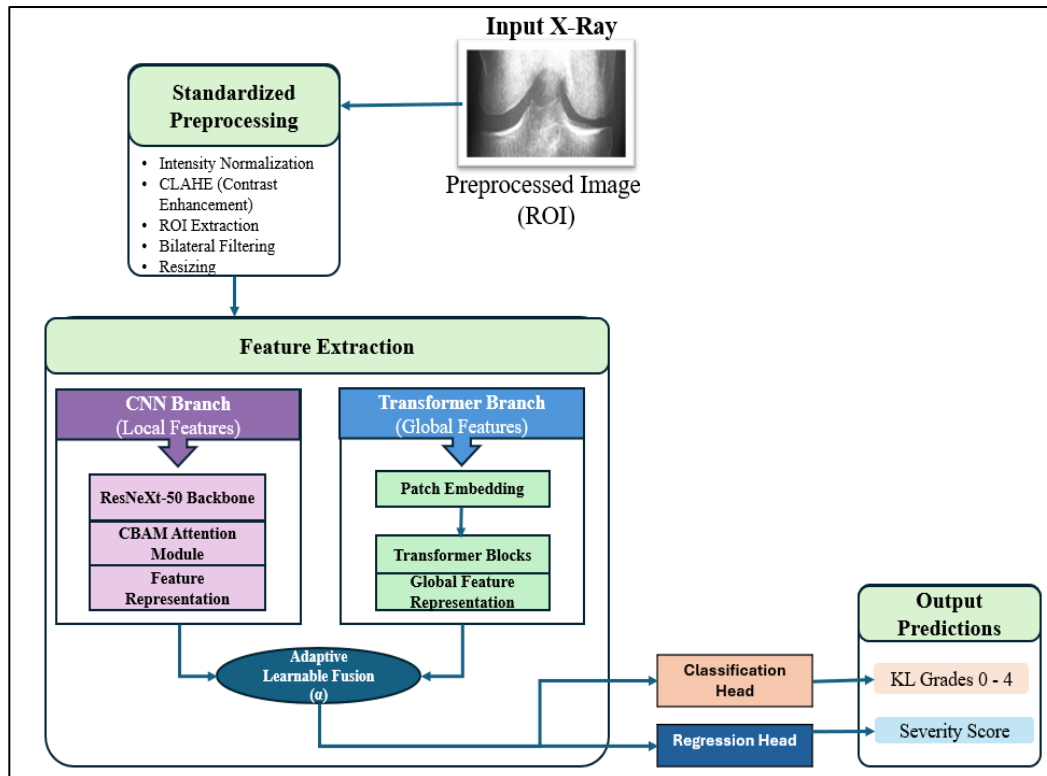 Input X-Ray
Preprocessed Image
(ROI)
Standardized
Preprocessing
• Intensity Normalization
• CLAHE (Contrast
Enhancement)
• ROI Extraction
• Bilateral Filtering
• Resizing
Feature Extraction
CNN Branch
(Local Features)
ResNeXt-50 Backbone
CBAM Attention
Module
Feature
Representation
Transformer Branch
(Global Features)
Patch Embedding
Transformer Blocks
Global Feature
Representation
Adaptive
Learnable Fusion
(α)
Classification
Head
Regression Head
Output
Predictions
KL Grades 0 - 4
Severity Score